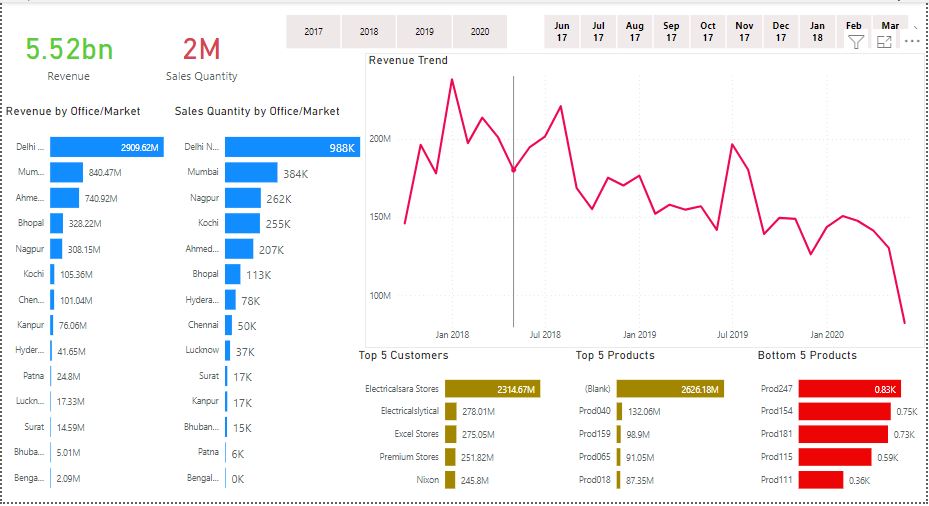 2017 2018 2019 2020
Jun 17 Jul 17 Aug 17 Sep 17 Oct 17 Nov 17 Dec 17 Jan 18 Feb Mar
5.52bn
Revenue
2M
Sales Quantity
Revenue by Office/Market
Delhi ... 2909.62M
Mum... 840.47M
Ahme... 740.92M
Bhopal 328.22M
Nagpur 308.15M
Kochi 105.36M
Chen... 101.04M
Kanpur 76.06M
Hyder... 41.65M
Patna 24.8M
Luckn... 17.33M
Surat 14.59M
Bhuba... 5.01M
Benga... 2.09M
Sales Quantity by Office/Market
Delhi N... 988K
Mumbai 384K
Nagpur 262K
Kochi 255K
Ahmed... 207K
Bhopal 113K
Hydera... 78K
Chennai 50K
Lucknow 37K
Surat 17K
Kanpur 17K
Bhuban... 15K
Patna 6K
Bengal... 0K
Revenue Trend
200M
150M
100M
Jan 2018 Jul 2018 Jan 2019 Jul 2019 Jan 2020
Top 5 Customers
Electricalsara Stores 2314.67M
Electricalslytical 278.01M
Excel Stores 275.05M
Premium Stores 251.82M
Nixon 245.8M
Top 5 Products
(Blank) 2626.18M
Prod040 132.06M
Prod159 98.9M
Prod065 91.05M
Prod018 87.35M
Bottom 5 Products
Prod247 0.83K
Prod154 0.75K
Prod181 0.73K
Prod115 0.59K
Prod111 0.36K